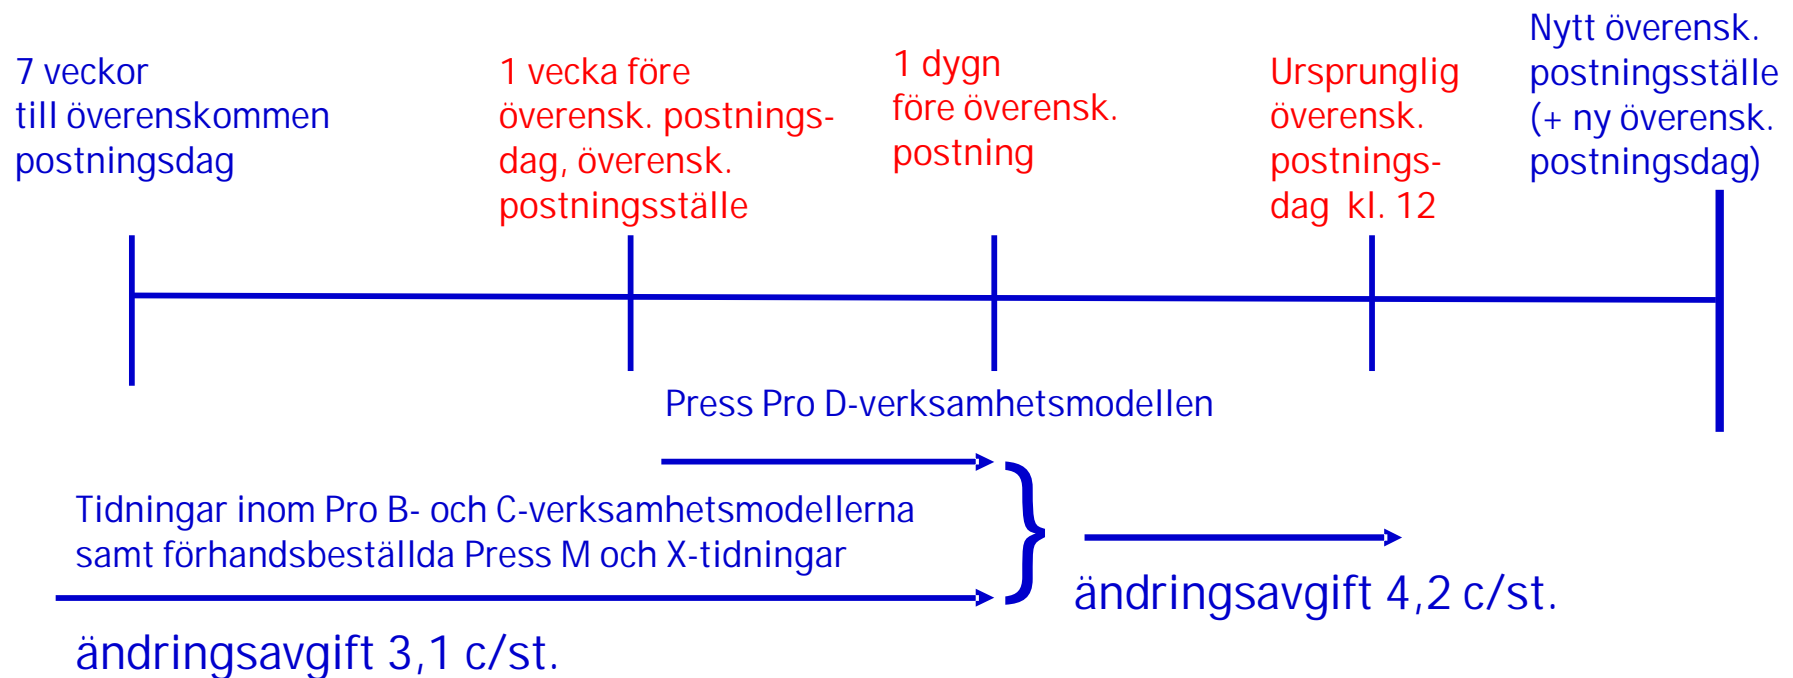 7 veckor
till överenskommen
postningsdag
1 vecka före
överensk. postnings-
dag, överensk.
postningsställe
1 dygn
före överensk.
postning
Ursprunglig
överensk.
postnings-
dag kl. 12
Nytt överensk.
postningsställe
(+ ny överensk.
postningsdag)
Press Pro D-verksamhetsmodellen
Tidningar inom Pro B- och C-verksamhetsmodellerna
samt förhandsbeställda Press M och X-tidningar
ändringsavgift 4,2 c/st.
ändringsavgift 3,1 c/st.